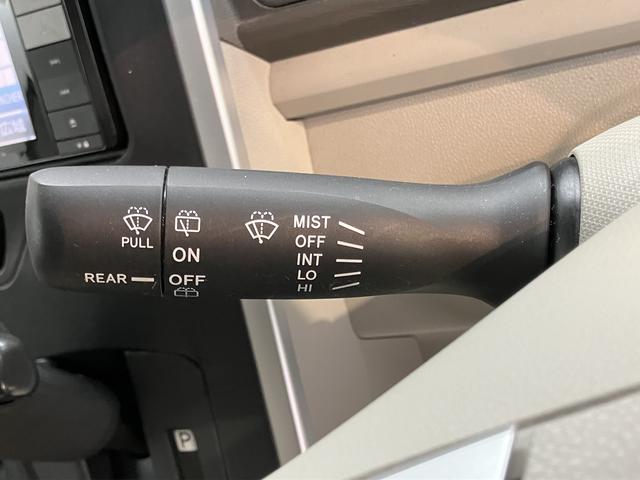 PULL
REAR
ON
OFF
MIST
OFF
INT
LO
HI
P